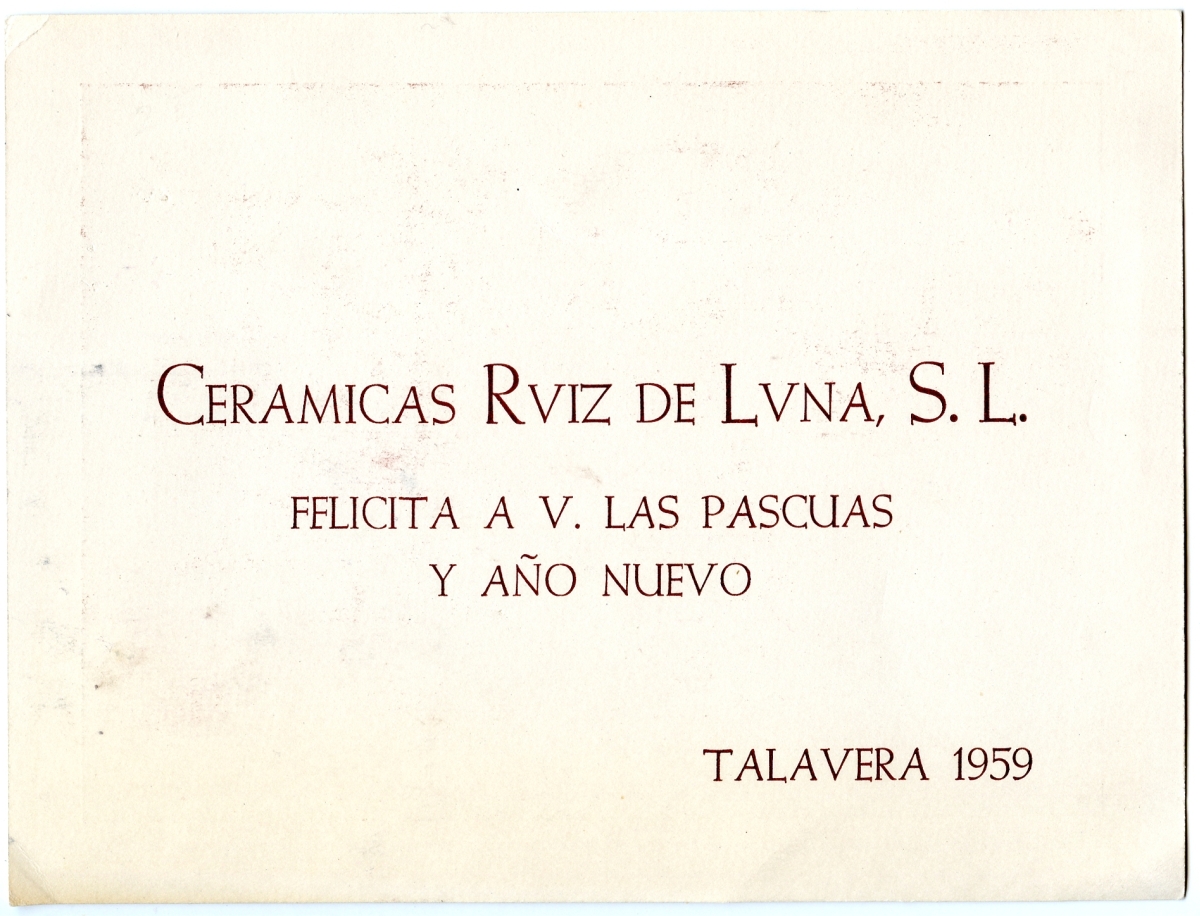 CERAMICAS RVIZ DE LVNA, S. L.
FELICITA A V. LAS PASCUAS
Y AÑO NUEVO
TALAVERA 1959